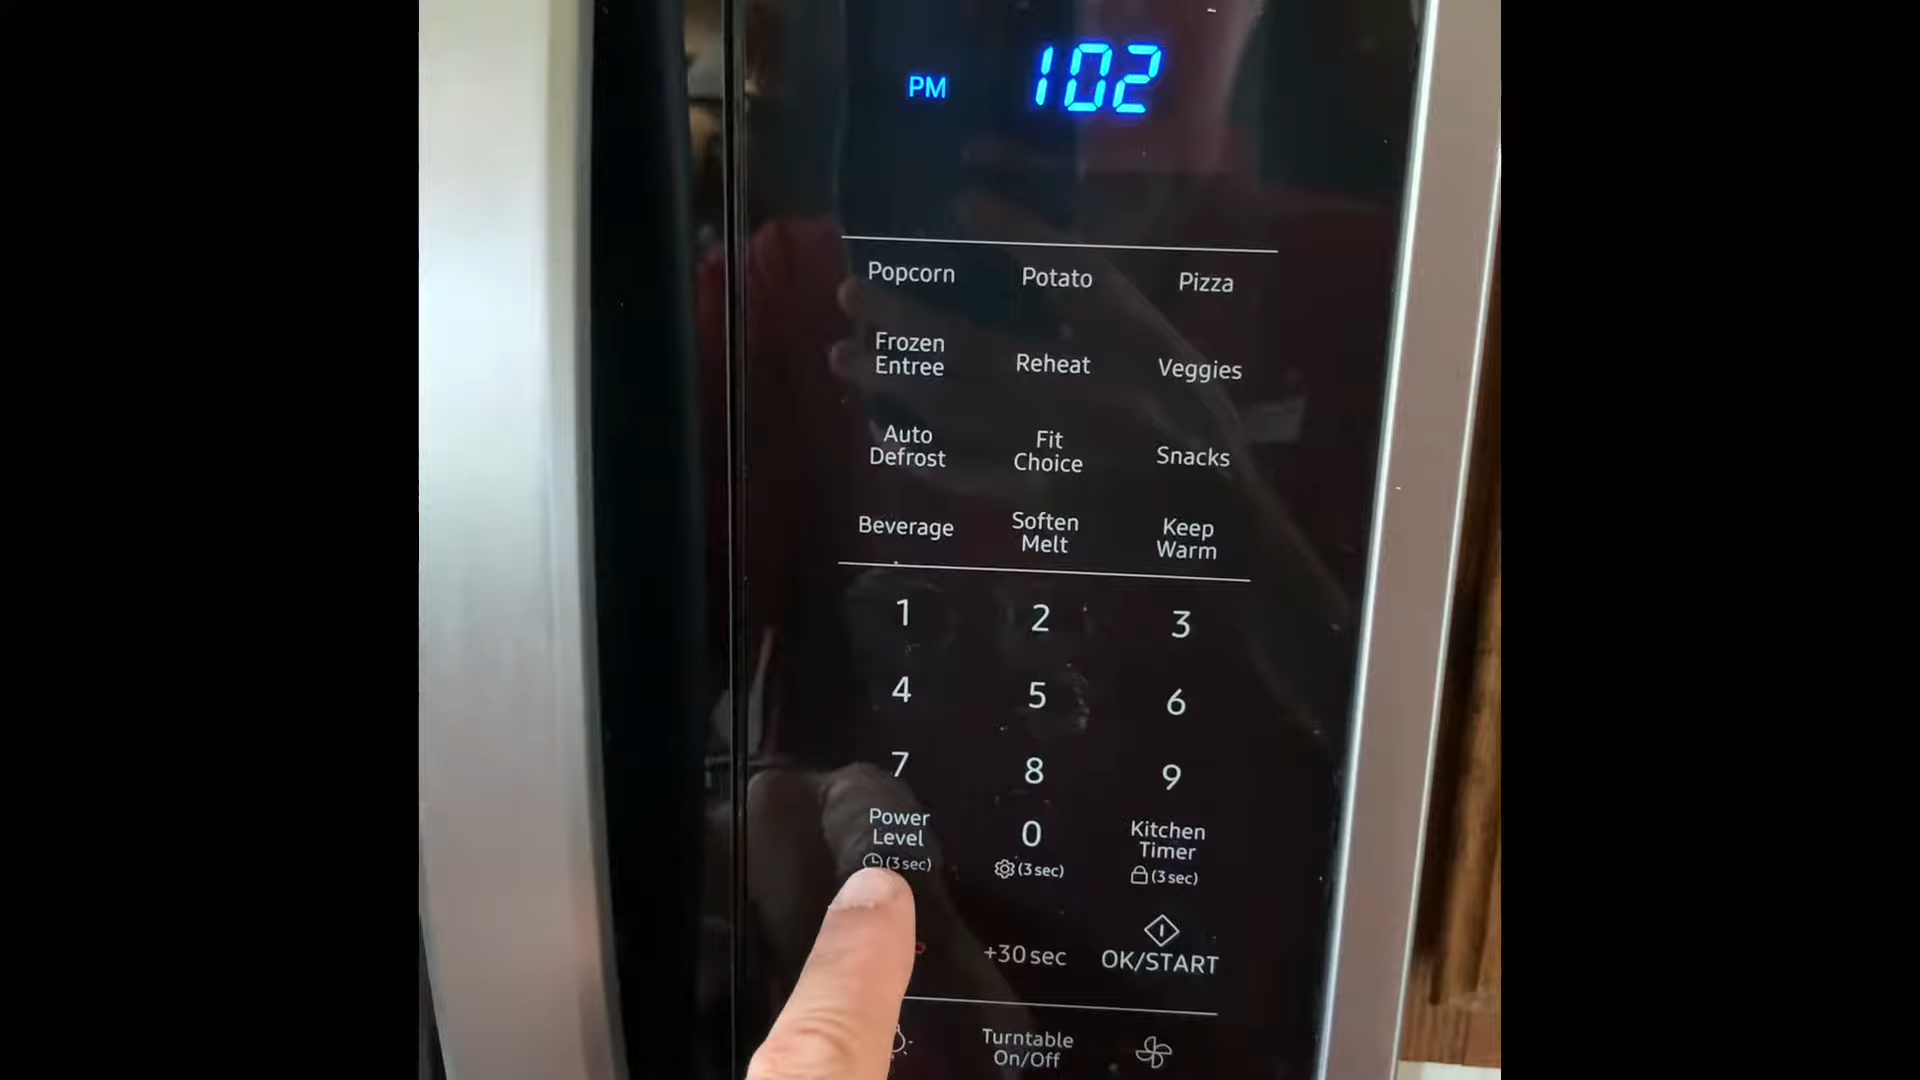 PM 102
Popcorn Potato Pizza
Frozen Entree Reheat Veggies
Auto Defrost Fit Choice Snacks
Beverage Soften Melt Keep Warm
1 2 3
4 5 6
7 8 9
Power Level 0 Kitchen Timer
(3 sec) (3 sec) (3 sec)
+30 sec OK/START
Turntable On/Off